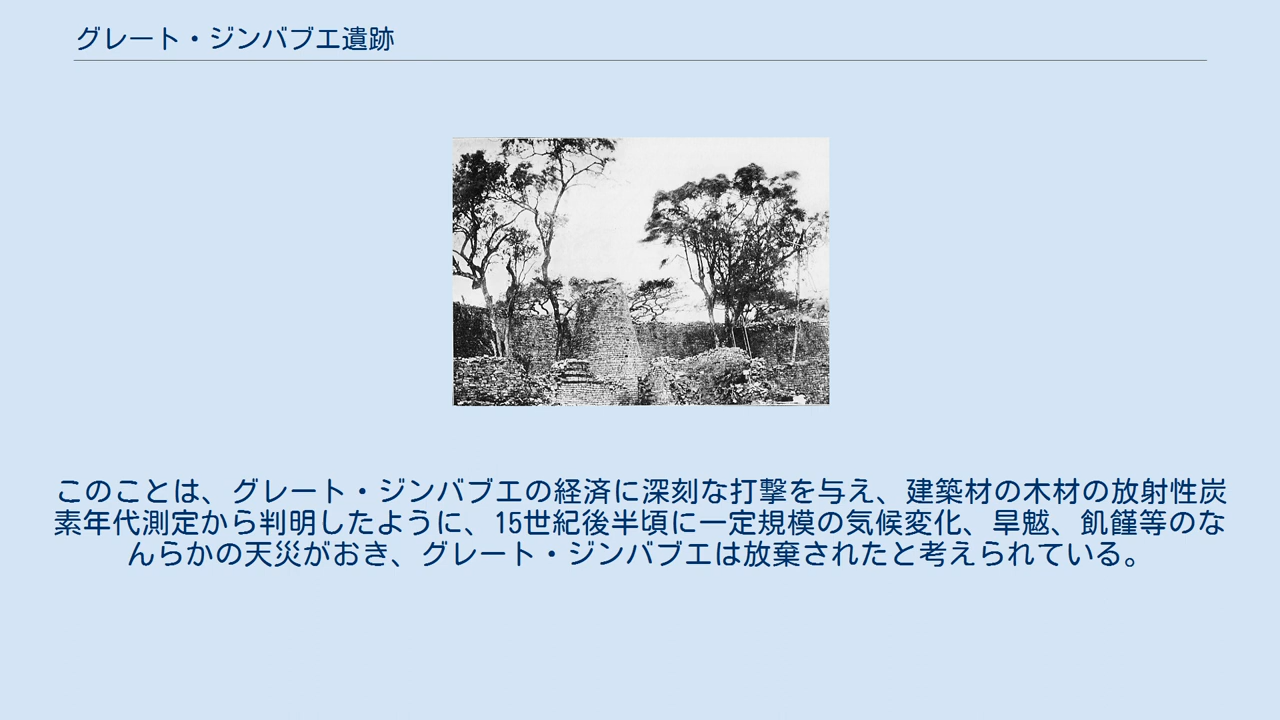 グレート・ジンバブエ遺跡
このことは、グレート・ジンバブエの経済に深刻な打撃を与え、建築材の木材の放射性炭
素年代測定から判明したように、15世紀後半頃に一定規模の気候変化、旱魃、飢饉等のな
んらかの天災がおき、グレート・ジンバブエは放棄されたと考えられている。